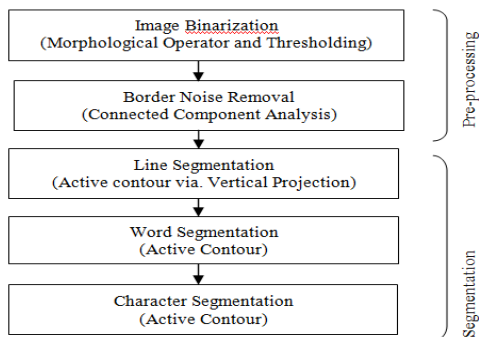 Image Binarization
(Morphological Operator and Thresholding)
Border Noise Removal
(Connected Component Analysis)
Pre-processing
Line Segmentation
(Active contour via. Vertical Projection)
Word Segmentation
(Active Contour)
Character Segmentation
(Active Contour)
Segmentation